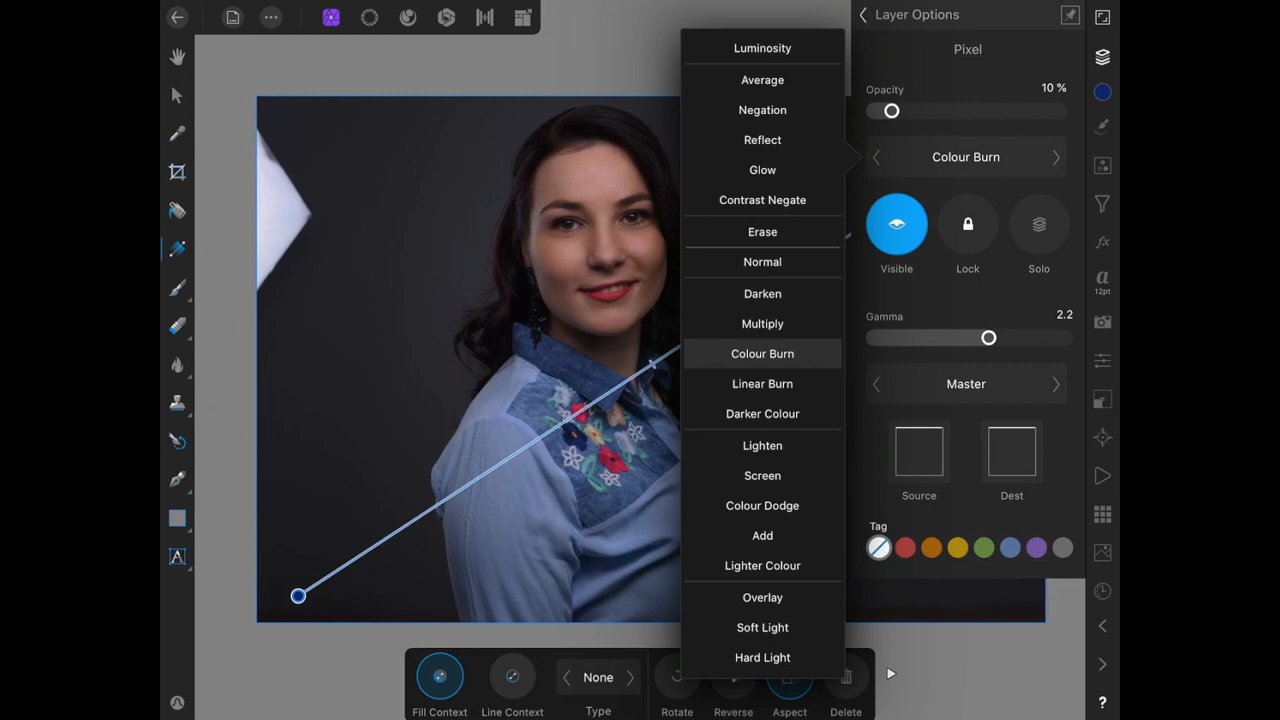 Layer Options
Pixel
Opacity
10 %
Colour Burn
Visible
Lock
Solo
Gamma
2.2
Master
Source
Dest
Tag
Luminosity
Average
Negation
Reflect
Glow
Contrast Negate
Erase
Normal
Darken
Multiply
Colour Burn
Linear Burn
Darker Colour
Lighten
Screen
Colour Dodge
Add
Lighter Colour
Overlay
Soft Light
Hard Light
a
12pt
A
?
None
Fill Context
Line Context
Type
Rotate
Reverse
Aspect
Delete